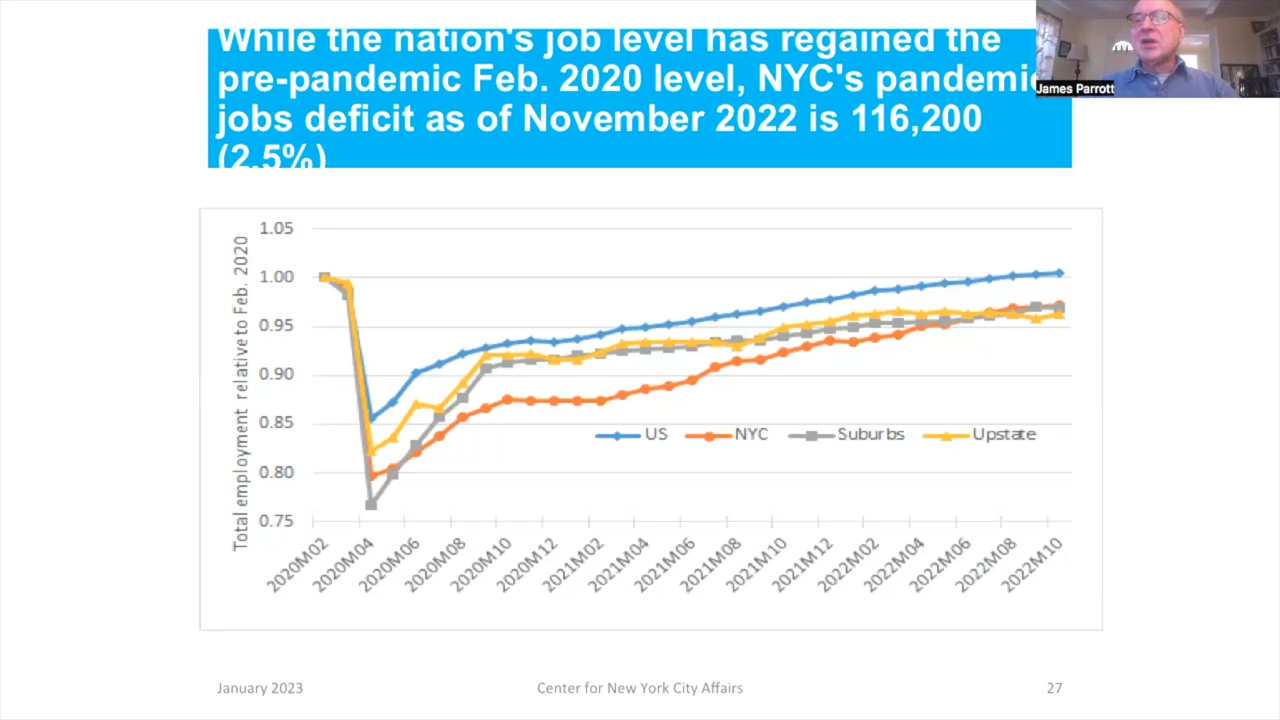 While the nation's job level has regained the
pre-pandemic Feb. 2020 level, NYC's pandemic
jobs deficit as of November 2022 is 116,200
(2.5%)
James Parrott
Total employment relative to Feb. 2020
1.05
1.00
0.95
0.90
0.85
0.80
0.75
US NYC Suburbs Upstate
2020M02 2020M04 2020M06 2020M08 2020M10 2020M12 2021M02 2021M04 2021M06 2021M08 2021M10 2021M12 2022M02 2022M04 2022M06 2022M08 2022M10
January 2023 Center for New York City Affairs 27